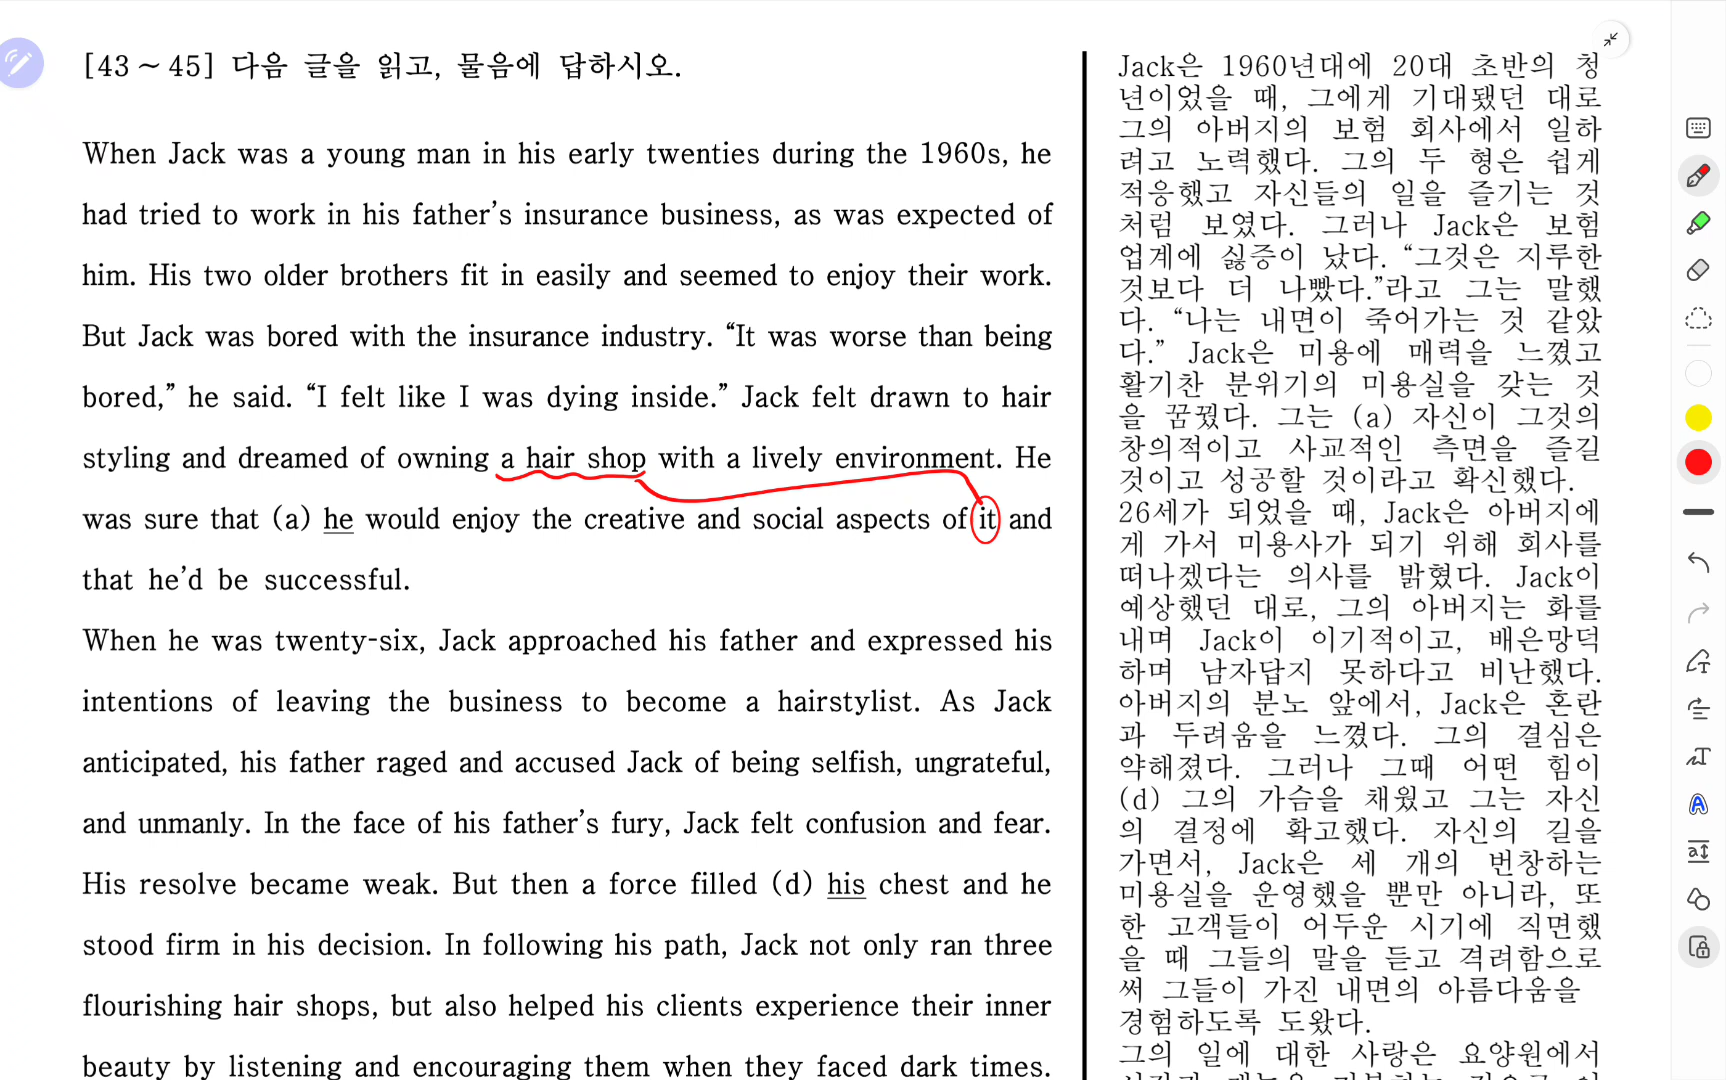 [43 ~ 45] 다음 글을 읽고, 물음에 답하시오.
When Jack was a young man in his early twenties during the 1960s, he
had tried to work in his father’s insurance business, as was expected of
him. His two older brothers fit in easily and seemed to enjoy their work.
But Jack was bored with the insurance industry. “It was worse than being
bored,” he said. “I felt like I was dying inside.” Jack felt drawn to hair
styling and dreamed of owning a hair shop with a lively environment. He
was sure that (a) he would enjoy the creative and social aspects of it and
that he’d be successful.
When he was twenty-six, Jack approached his father and expressed his
intentions of leaving the business to become a hairstylist. As Jack
anticipated, his father raged and accused Jack of being selfish, ungrateful,
and unmanly. In the face of his father’s fury, Jack felt confusion and fear.
His resolve became weak. But then a force filled (d) his chest and he
stood firm in his decision. In following his path, Jack not only ran three
flourishing hair shops, but also helped his clients experience their inner
beauty by listening and encouraging them when they faced dark times.
Jack은 1960년대에 20대 초반의 청
년이었을 때, 그에게 기대됐던 대로
그의 아버지의 보험 회사에서 일하
려고 노력했다. 그의 두 형은 쉽게
적응했고 자신들의 일을 즐기는 것
처럼 보였다. 그러나 Jack은 보험
업계에 싫증이 났다. “그것은 지루한
것보다 더 나빴다.”라고 그는 말했
다. “나는 내면이 죽어가는 것 같았
다.” Jack은 미용에 매력을 느꼈고
활기찬 분위기의 미용실을 갖는 것
을 꿈꿨다. 그는 (a) 자신이 그것의
창의적이고 사교적인 측면을 즐길
것이고 성공할 것이라고 확신했다.
26세가 되었을 때, Jack은 아버지에
게 가서 미용사가 되기 위해 회사를
떠나겠다는 의사를 밝혔다. Jack이
예상했던 대로, 그의 아버지는 화를
내며 Jack이 이기적이고, 배은망덕
하며 남자답지 못하다고 비난했다.
아버지의 분노 앞에서, Jack은 혼란
과 두려움을 느꼈다. 그의 결심은
약해졌다. 그러나 그때 어떤 힘이
(d) 그의 가슴을 채웠고 그는 자신
의 결정에 확고했다. 자신의 길을
가면서, Jack은 세 개의 번창하는
미용실을 운영했을 뿐만 아니라, 또
한 고객들이 어두운 시기에 직면했
을 때 그들의 말을 듣고 격려함으로
써 그들이 가진 내면의 아름다움을
경험하도록 도왔다.
그의 일에 대한 사랑은 요양원에서